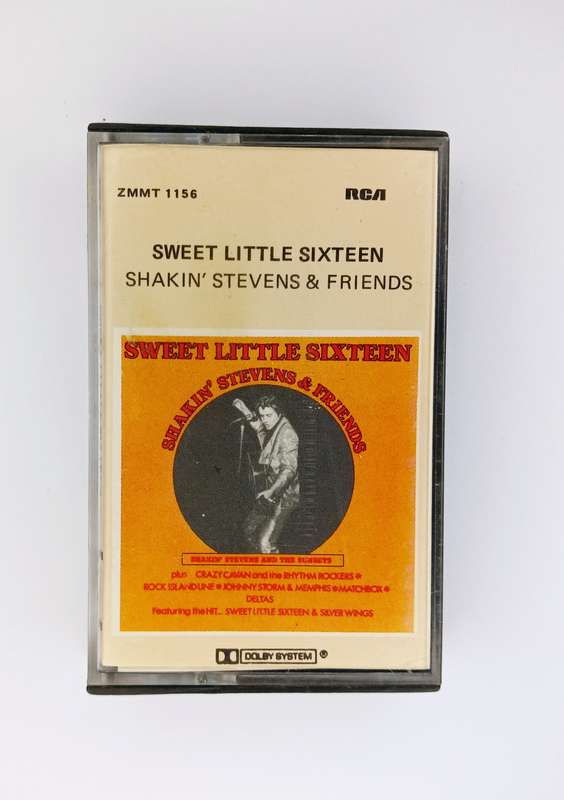 ZMMT 1156 RCA
SWEET LITTLE SIXTEEN
SHAKIN' STEVENS & FRIENDS
SWEET LITTLE SIXTEEN
SHAKIN' STEVENS & FRIENDS
SHAKIN' STEVENS AND THE SUNSETS
plus CRAZY CAVAN and the RHYTHM ROCKERS *
ROCK ISLAND LINE * JOHNNY STORM & MEMPHIS * MATCHBOX *
DELTAS
Featuring the HIT... SWEET LITTLE SIXTEEN & SILVER WINGS
DOLBY SYSTEM ®